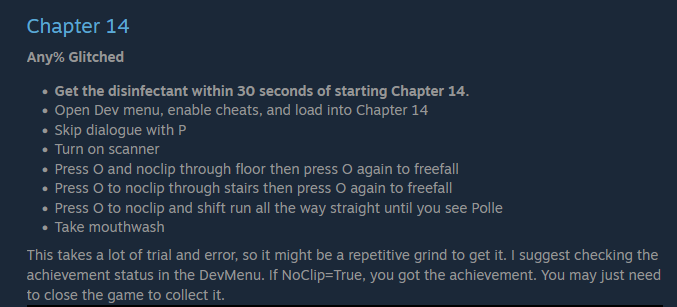 Chapter 14
Any% Glitched
• Get the disinfectant within 30 seconds of starting Chapter 14.
• Open Dev menu, enable cheats, and load into Chapter 14
• Skip dialogue with P
• Turn on scanner
• Press O and noclip through floor then press O again to freefall
• Press O to noclip through stairs then press O again to freefall
• Press O to noclip and shift run all the way straight until you see Polle
• Take mouthwash
This takes a lot of trial and error, so it might be a repetitive grind to get it. I suggest checking the
achievement status in the DevMenu. If NoClip=True, you got the achievement. You may just need
to close the game to collect it.